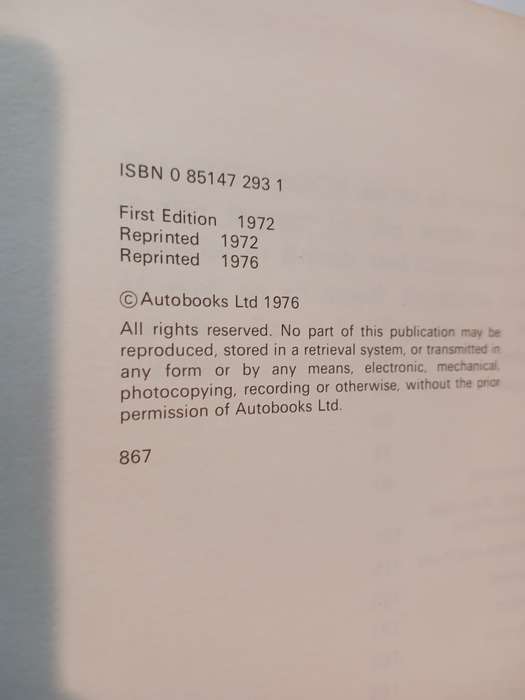 ISBN 0 85147 293 1
First Edition 1972
Reprinted 1972
Reprinted 1976
© Autobooks Ltd 1976
All rights reserved. No part of this publication may be
reproduced, stored in a retrieval system, or transmitted in
any form or by any means, electronic, mechanical,
photocopying, recording or otherwise, without the prior
permission of Autobooks Ltd.
867